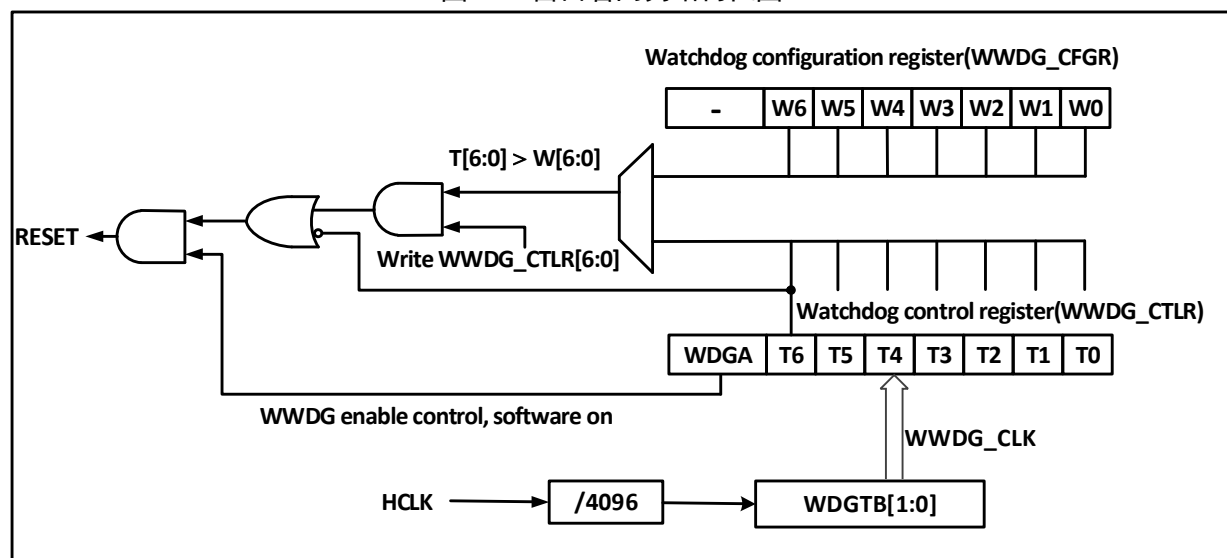 Watchdog configuration register(WWDG_CFGR)
- W6 W5 W4 W3 W2 W1 W0
T[6:0] > W[6:0]
RESET
Write WWDG_CTLR[6:0]
Watchdog control register(WWDG_CTLR)
WDGA T6 T5 T4 T3 T2 T1 T0
WWDG enable control, software on
WWDG_CLK
HCLK /4096 WDGTB[1:0]